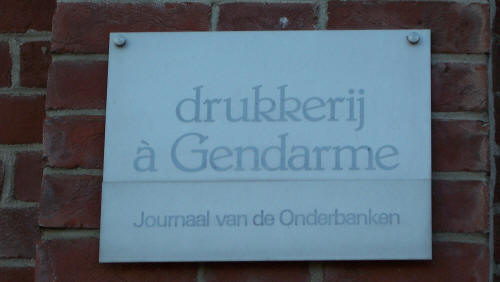 drukkerij
à Gendarme
Journaal van de Onderbanken